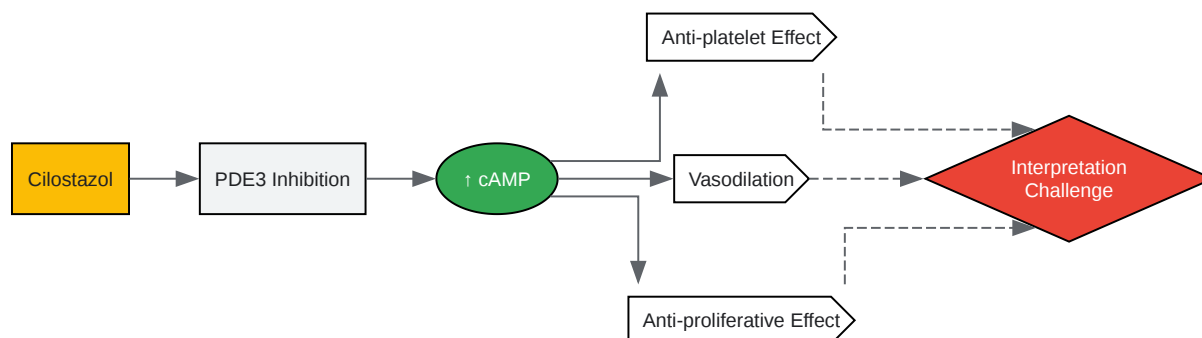 Cilostazol
PDE3 Inhibition
↑ cAMP
Anti-platelet Effect
Vasodilation
Anti-proliferative Effect
Interpretation
Challenge